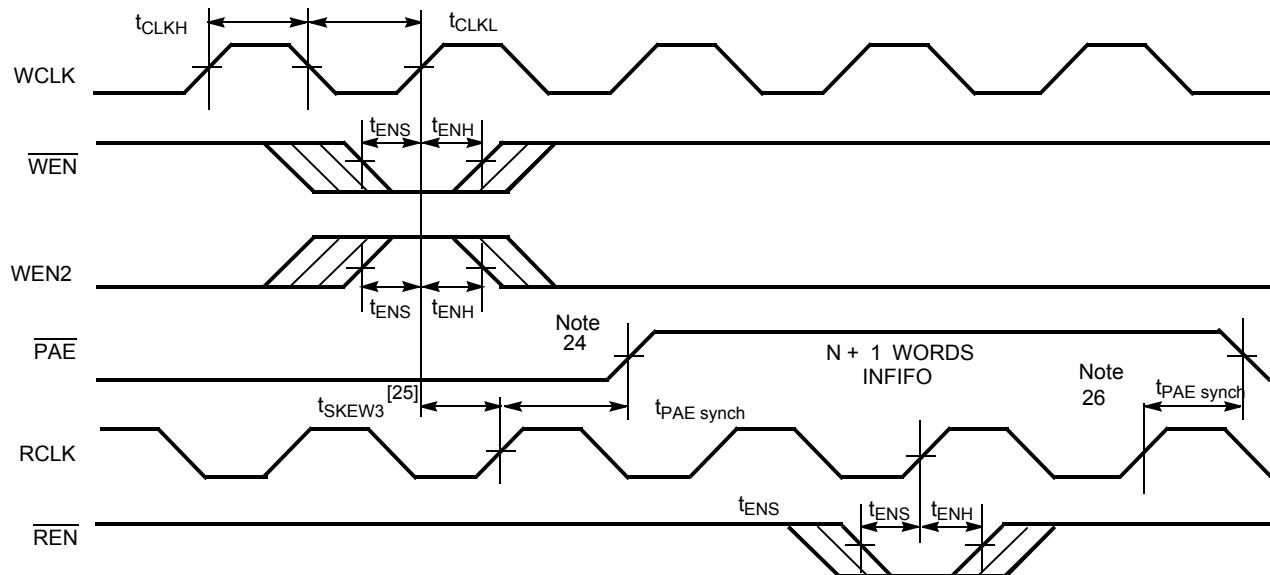 tCLKH
tCLKL
WCLK
tENS
tENH
WEN
WEN2
tENS
tENH
Note
24
PAE
N + 1 WORDS
INFIFO
Note
26
[25]
tSKEW3
tPAE synch
tPAE synch
RCLK
tENS
tENS
tENH
REN